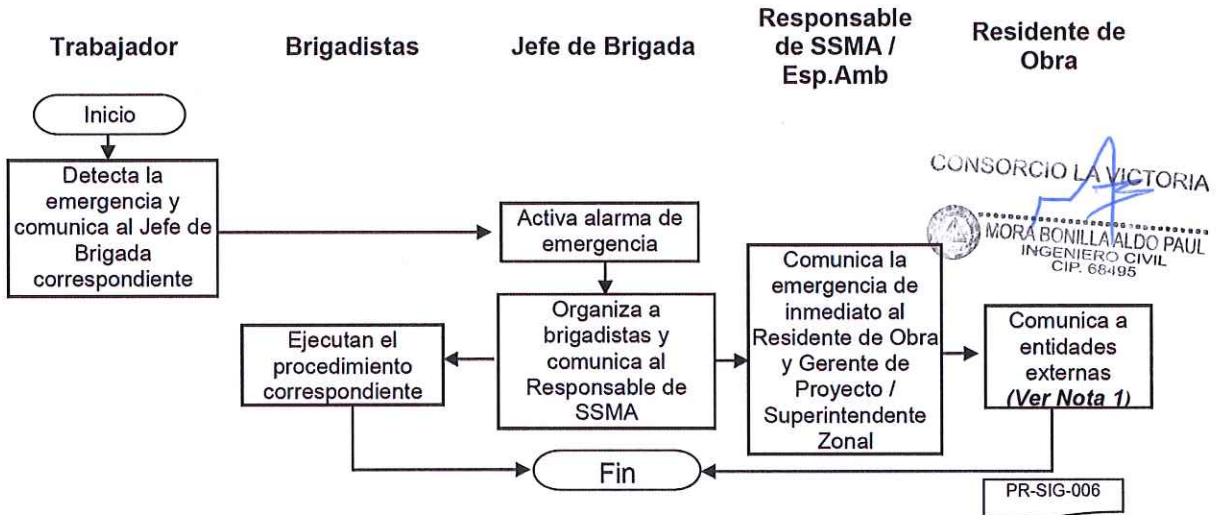 Trabajador
Brigadistas
Jefe de Brigada
Responsable
de SSMA /
Esp.Amb
Residente de
Obra
Inicio
Detecta la
emergencia y
comunica al Jefe de
Brigada
correspondiente
Activa alarma de
emergencia
Organiza a
brigadistas y
comunica al
Responsable de
SSMA
Ejecutan el
procedimiento
correspondiente
Comunica la
emergencia de
inmediato al
Residente de Obra
y Gerente de
Proyecto /
Superintendente
Zonal
CONSORCIO LA VICTORIA
MORA BONILLA ALDO PAUL
INGENIERO CIVIL
CIP. 68495
Comunica a
entidades
externas
(Ver Nota 1)
Fin
PR-SIG-006